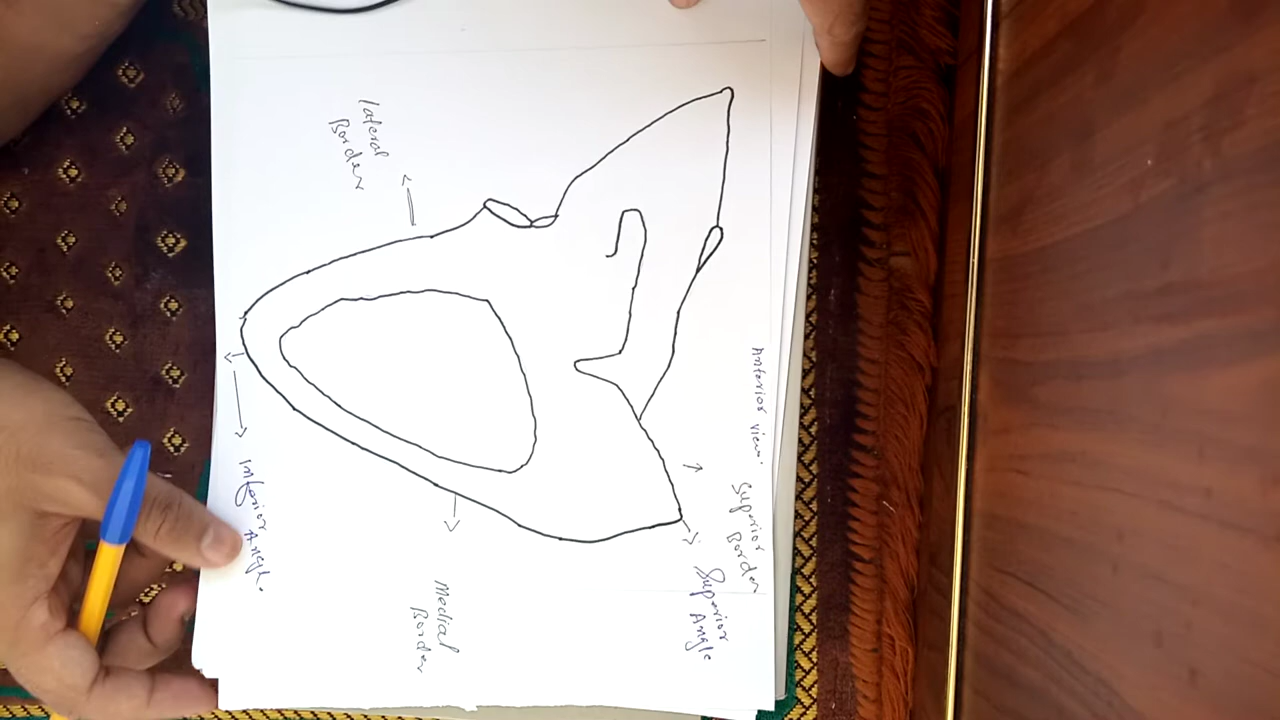 Anterior view.
Superior
Border
Superior
Angle
lateral
Border
Medial
Border
Inferior Angle.